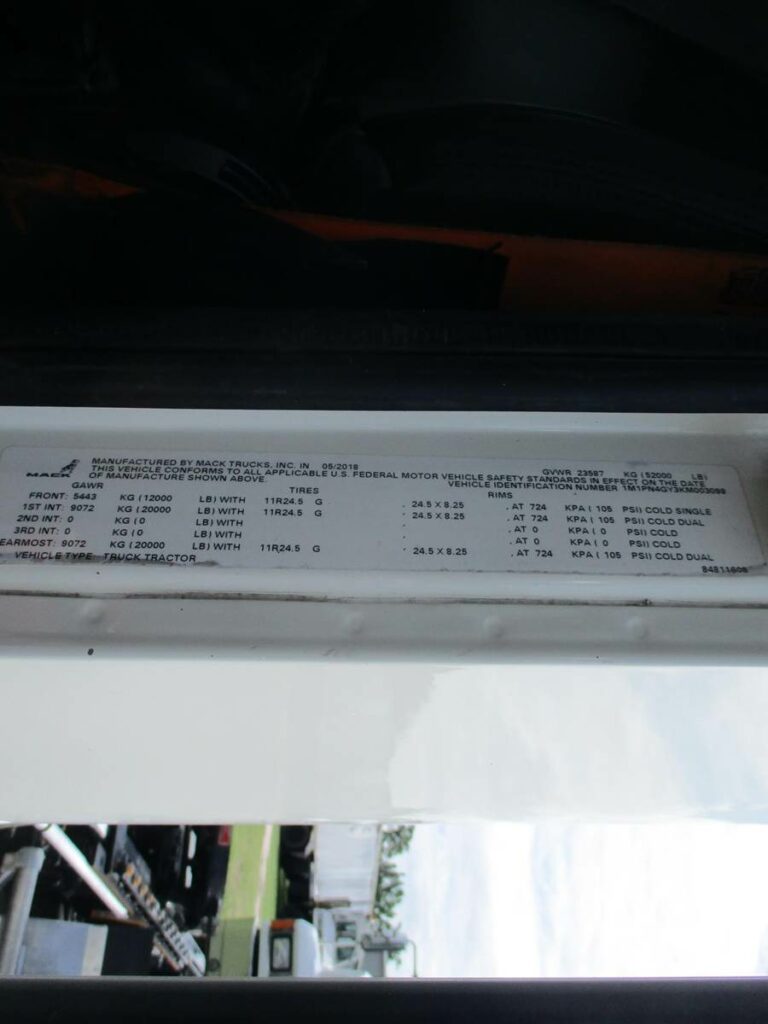 MACK
MANUFACTURED BY MACK TRUCKS, INC. IN 05/2018 GVWR 23587 KG (52000 LB)
THIS VEHICLE CONFORMS TO ALL APPLICABLE U.S. FEDERAL MOTOR VEHICLE SAFETY STANDARDS IN EFFECT ON THE DATE
OF MANUFACTURE SHOWN ABOVE. VEHICLE IDENTIFICATION NUMBER 1M1PN4GY3KM003099
GAWR TIRES RIMS
FRONT: 5443 KG (12000 LB) WITH 11R24.5 G , 24.5 X 8.25 , AT 724 KPA ( 105 PSI) COLD SINGLE
1ST INT: 9072 KG (20000 LB) WITH 11R24.5 G , 24.5 X 8.25 , AT 724 KPA ( 105 PSI) COLD DUAL
2ND INT: 0 KG (0 LB) WITH , , AT 0 KPA ( 0 PSI) COLD
3RD INT: 0 KG (0 LB) WITH , , AT 0 KPA ( 0 PSI) COLD
EARMOST: 9072 KG (20000 LB) WITH 11R24.5 G , 24.5 X 8.25 , AT 724 KPA ( 105 PSI) COLD DUAL
VEHICLE TYPE: TRUCK TRACTOR 84811608